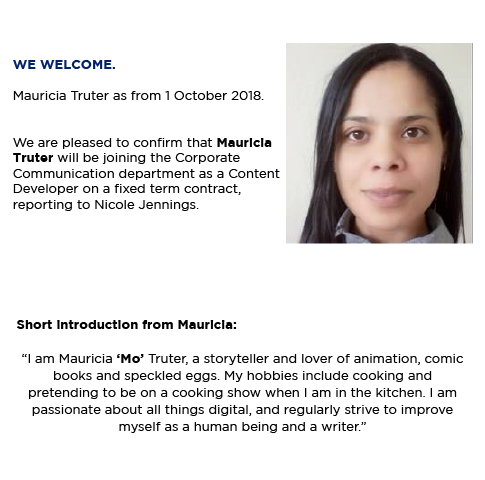 WE WELCOME.
Mauricia Truter as from 1 October 2018.
We are pleased to confirm that Mauricia
Truter will be joining the Corporate
Communication department as a Content
Developer on a fixed term contract,
reporting to Nicole Jennings.
Short introduction from Mauricia:
“I am Mauricia ‘Mo’ Truter, a storyteller and lover of animation, comic
books and speckled eggs. My hobbies include cooking and
pretending to be on a cooking show when I am in the kitchen. I am
passionate about all things digital, and regularly strive to improve
myself as a human being and a writer.”